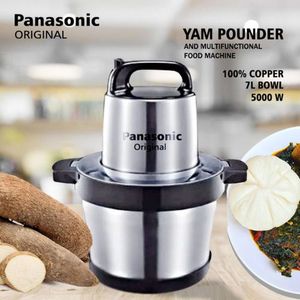 Panasonic
ORIGINAL
YAM POUNDER
AND MULTIFUNCTIONAL
FOOD MACHINE
100% COPPER
7L BOWL
5000 W
Panasonic
Original